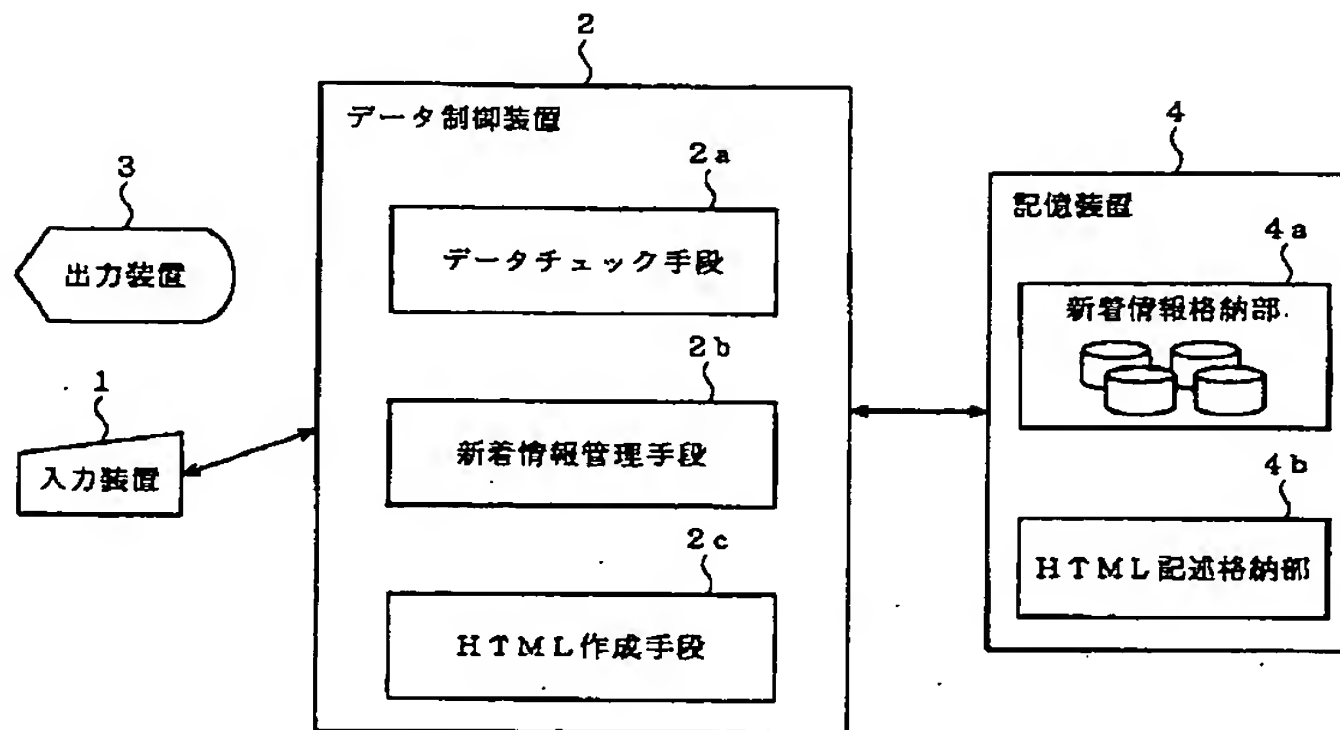 3
出力装置
1
入力装置
2
データ制御装置
2a
データチェック手段
2b
新着情報管理手段
2c
HTML作成手段
4
記憶装置
4a
新着情報格納部
4b
HTML記述格納部